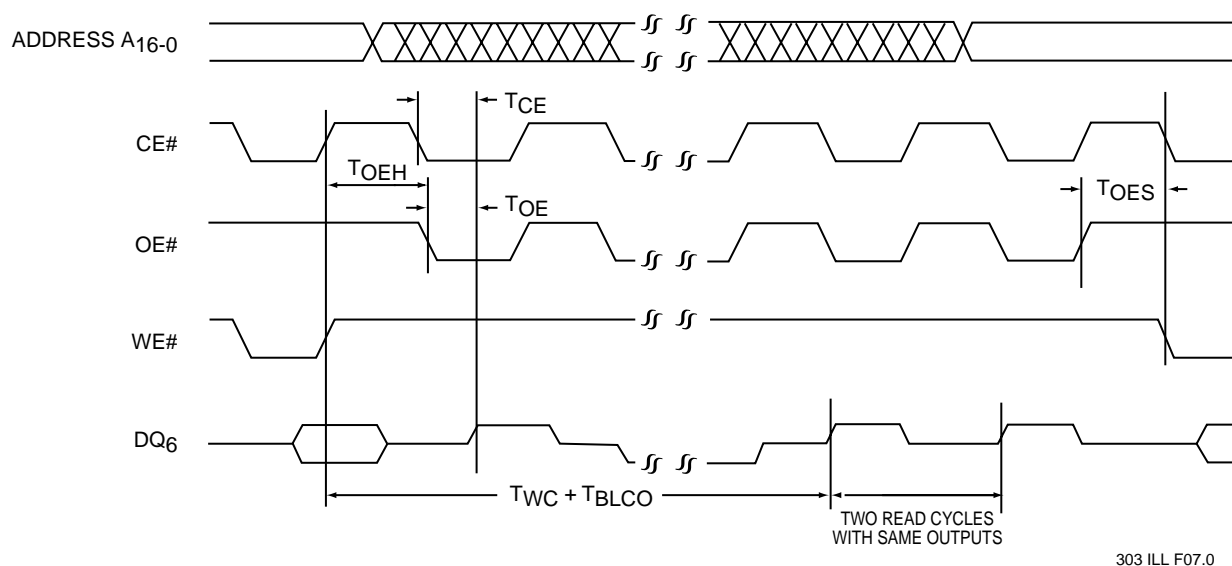 ADDRESS A16-0
TCE
CE#
TOEH
TOES
TOE
OE#
WE#
DQ6
TWC + TBLCO
TWO READ CYCLES
WITH SAME OUTPUTS
303 ILL F07.0